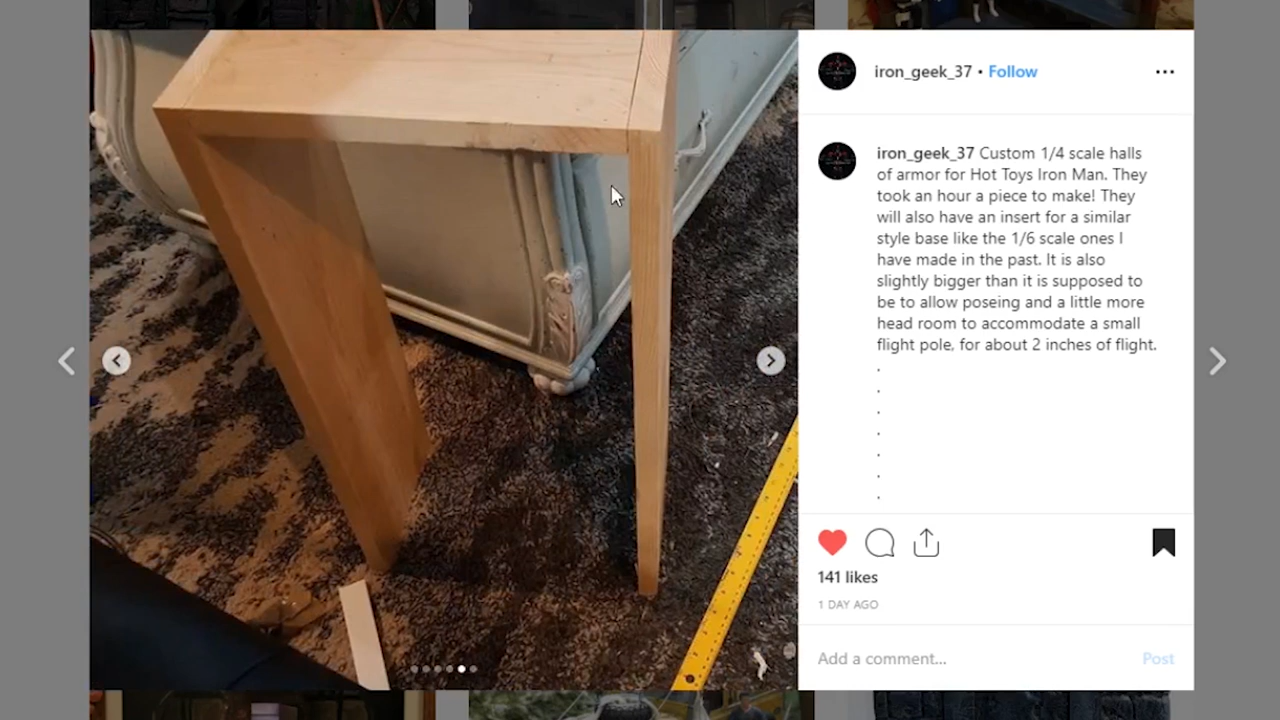 iron_geek_37 • Follow
iron_geek_37 Custom 1/4 scale halls
of armor for Hot Toys Iron Man. They
took an hour a piece to make! They
will also have an insert for a similar
style base like the 1/6 scale ones I
have made in the past. It is also
slightly bigger than it is supposed to
be to allow poseing and a little more
head room to accommodate a small
flight pole, for about 2 inches of flight.
.
.
.
.
.
.
.
141 likes
1 DAY AGO
Add a comment... Post